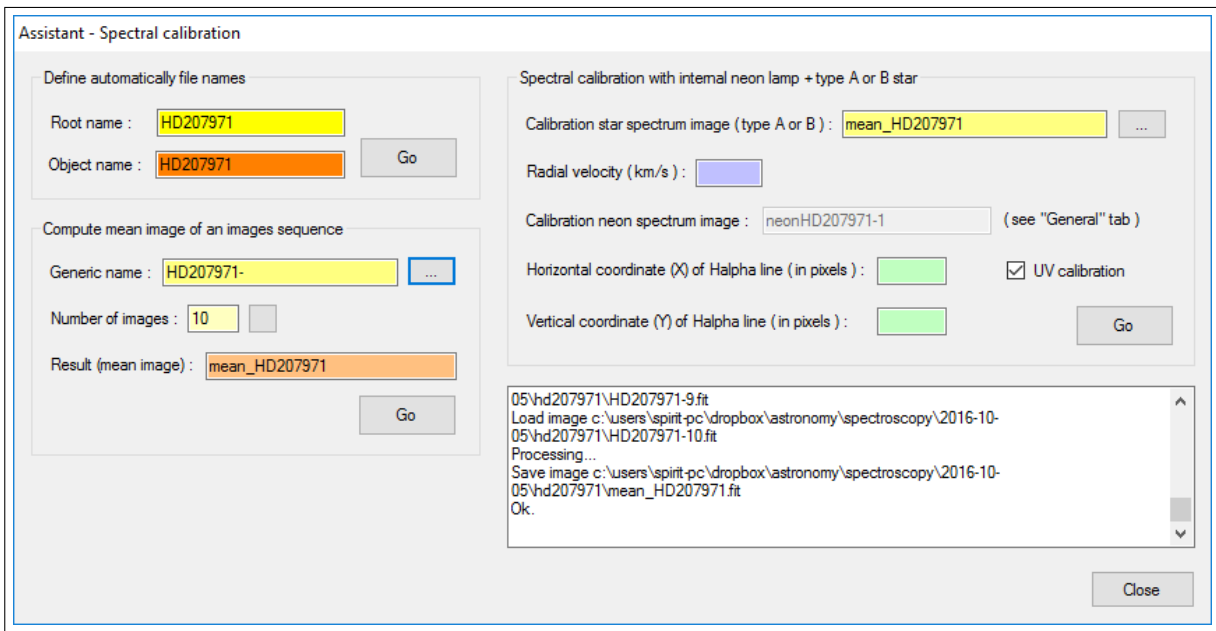 Assistant - Spectral calibration
Define automatically file names
Root name : HD207971
Object name : HD207971
Go
Compute mean image of an images sequence
Generic name : HD207971- ...
Number of images : 10
Result (mean image) : mean_HD207971
Go
Spectral calibration with internal neon lamp + type A or B star
Calibration star spectrum image ( type A or B ) : mean_HD207971 ...
Radial velocity ( km/s ) :
Calibration neon spectrum image : neonHD207971-1 ( see "General" tab )
Horizontal coordinate (X) of Halpha line ( in pixels ) : UV calibration
Vertical coordinate (Y) of Halpha line ( in pixels ) :
Go
05\hd207971\HD207971-9.fit
Load image c:\users\spirit-pc\dropbox\astronomy\spectroscopy\2016-10-
05\hd207971\HD207971-10.fit
Processing...
Save image c:\users\spirit-pc\dropbox\astronomy\spectroscopy\2016-10-
05\hd207971\mean_HD207971.fit
Ok.
Close